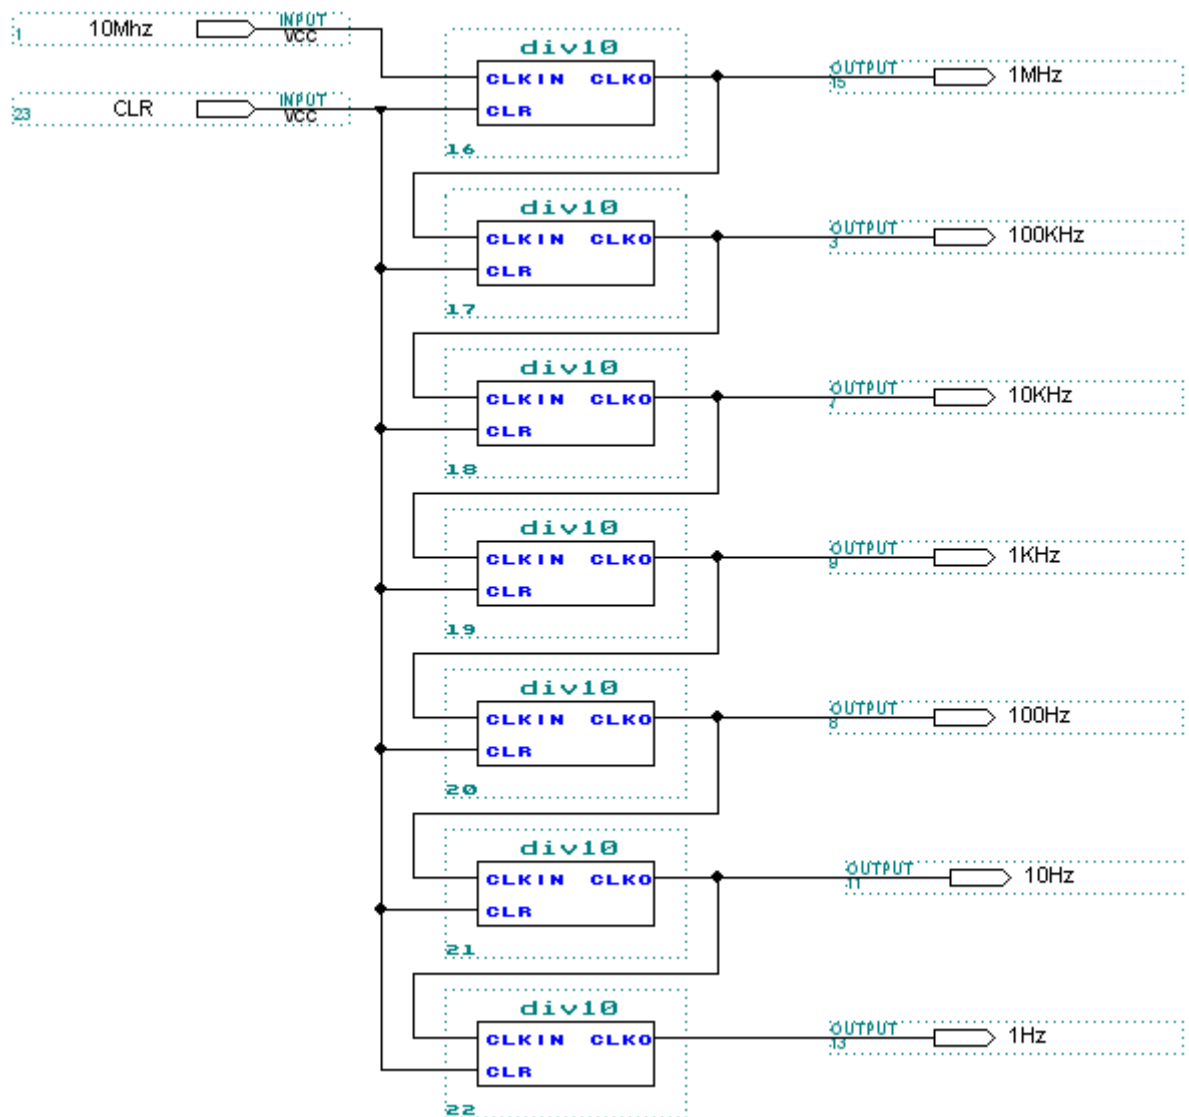 INPUT
10Mhz
VCC
1
div10
CLKIN CLKO
CLR
16
OUTPUT
1MHz
15
INPUT
CLR
VCC
23
div10
CLKIN CLKO
CLR
17
OUTPUT
100KHz
3
div10
CLKIN CLKO
CLR
18
OUTPUT
10KHz
div10
CLKIN CLKO
CLR
19
OUTPUT
1KHz
9
div10
CLKIN CLKO
CLR
20
OUTPUT
100Hz
8
div10
CLKIN CLKO
CLR
21
OUTPUT
10Hz
11
div10
CLKIN CLKO
CLR
22
OUTPUT
1Hz
13